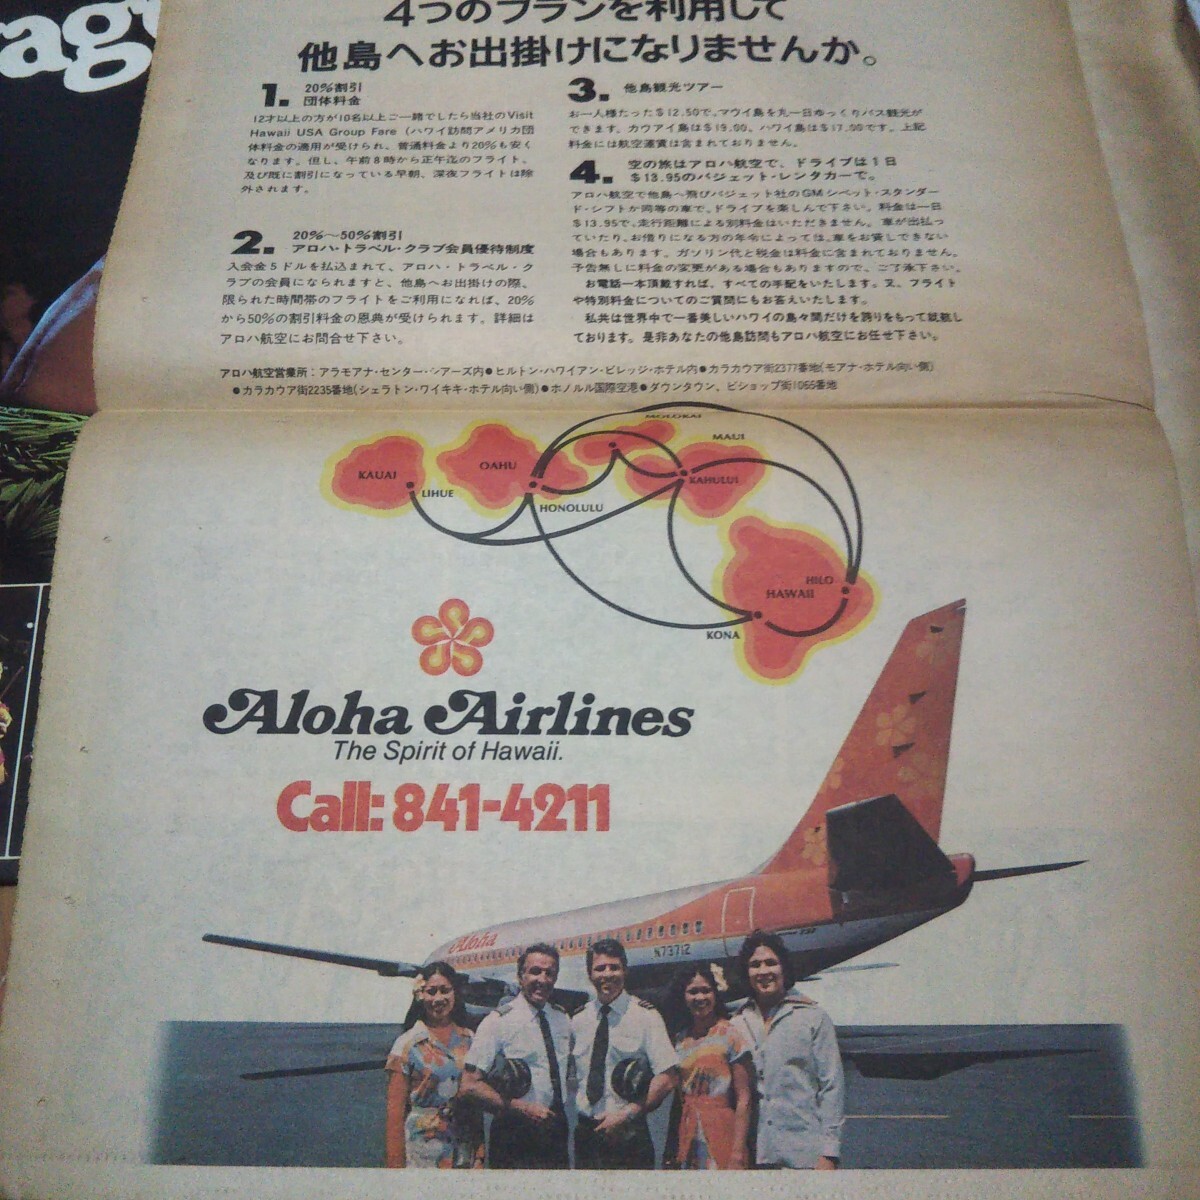 4つのプランを利用して
他島へお出掛けになりませんか。
1. 20%割引
団体料金
12才以上の方が10名以上ご一緒でしたら当社のVisit
Hawaii USA Group Fare (ハワイ訪問アメリカ団
体料金の適用が受けられ、普通料金より20%も安く
なります。但し、午前8時から正午迄のフライト、
及び既に割引になっている早朝、深夜フライトは除
外されます。
2. 20%〜50%割引
アロハ・トラベル・クラブ会員優待制度
入会金5ドルを払込まれて、アロハ・トラベル・ク
ラブの会員になられますと、他島へお出掛けの際、
限られた時間帯のフライトをご利用になれば、20%
から50%の割引料金の恩典が受けられます。詳細は
アロハ航空にお問合せ下さい。
3. 他島観光ツアー
お一人様たった$12.50で、マウイ島を丸一日ゆっくりバス観光が
できます。カウアイ島は$19.00、ハワイ島は$17.00です。上記
料金には航空運賃は含まれておりません。
4. 空の旅はアロハ航空で、ドライブは1日
$13.95のバジェット・レンタカーで。
アロハ航空で他島へ飛びバジェット社のGMシベット・スタンダー
ド・シフトか同等の車で、ドライブを楽しんで下さい。料金は一日
$13.95で、走行距離による別料金はいただきません。車が出払っ
ていたり、お借りになる方の年令によっては、車をお貸しできない
場合もあります。ガソリン代と税金は料金に含まれておりません。
予告無しに料金の変更がある場合もありますので、ご了承下さい。
お電話一本頂戴すれば、すべての手配をいたします。又、フライト
や特別料金についてのご質問にもお答えいたします。
私共は世界中で一番美しいハワイの島々間だけを誇りをもって就航し
ております。是非あなたの他島訪問もアロハ航空にお任せ下さい。
アロハ航空営業所：アラモアナ・センター・シアーズ内●ヒルトン・ハワイアン・ビレッジ・ホテル内●カラカウア街2377番地(モアナ・ホテル向い側)
●カラカウア街2235番地(シェラトン・ワイキキ・ホテル向い側)●ホノルル国際空港●ダウンタウン、ビショップ街1066番地
MOLOKAI
MAUI
KAUAI
OAHU
KAHULUI
LIHUE
HONOLULU
HILO
HAWAII
KONA
Aloha Airlines
The Spirit of Hawaii.
Call: 841-4211
Aloha
N73712